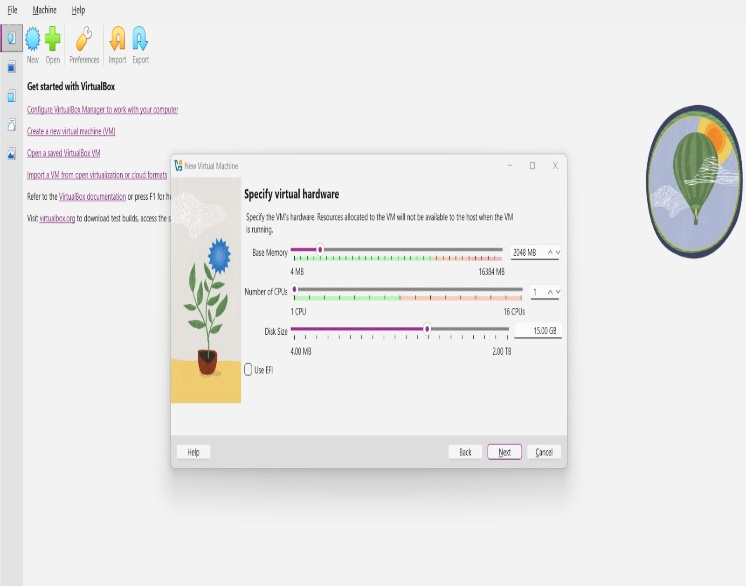 File Machine Help
New Open Preferences Import Export
Get started with VirtualBox
Configure VirtualBox Manager to work with your computer
Create a new virtual machine (VM)
Open a saved VirtualBox VM
Import a VM from open virtualization or cloud formats
Refer to the VirtualBox documentation or press F1 for
Visit virtualbox.org to download test builds, access the
New Virtual Machine
Specify virtual hardware
Specify the VM's hardware. Resources allocated to the VM will not be available to the host when the VM
is running.
Base Memory 2048 MB
4 MB 16384 MB
Number of CPUs 1
1 CPU 16 CPUs
Disk Size 15.00 GB
4.00 MB 2.00 TB
Use EFI
Help Back Next Cancel